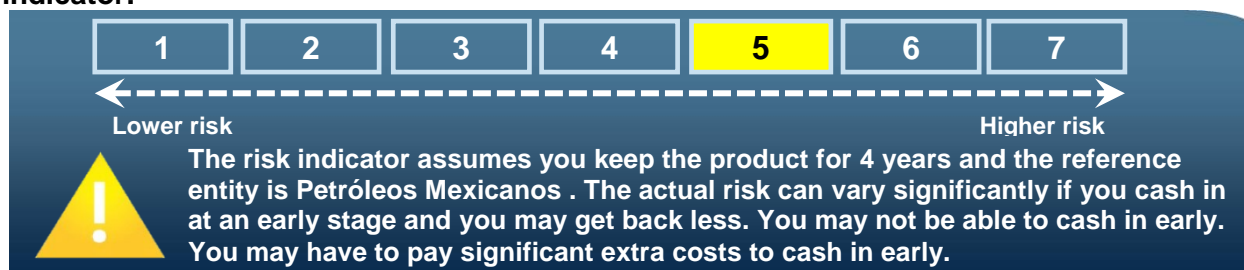 indicator:
1 2 3 4 5 6 7
Lower risk Higher risk
!
The risk indicator assumes you keep the product for 4 years and the reference
entity is Petróleos Mexicanos . The actual risk can vary significantly if you cash in
at an early stage and you may get back less. You may not be able to cash in early.
You may have to pay significant extra costs to cash in early.